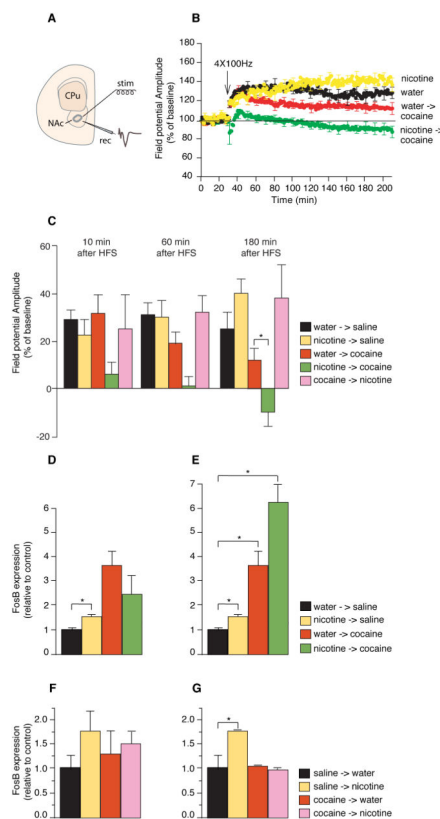 A
CPu
NAc
stim
rec
B
4X100Hz
Field potential Amplitude
(% of baseline)
160
140
120
100
80
60
40
0 20 40 60 80 100 120 140 160 180 200
Time (min)
nicotine
water
water ->
cocaine
nicotine ->
cocaine
C
10 min
after HFS
60 min
after HFS
180 min
after HFS
Field potential Amplitude
(% of baseline)
60
40
20
0
-20
*
water -> saline
nicotine -> saline
water -> cocaine
nicotine -> cocaine
cocaine -> nicotine
D
FosB expression
(relative to control)
6
5
4
3
2
1
0
*
E
7
6
5
4
3
2
1
0
*
*
*
water -> saline
nicotine -> saline
water -> cocaine
nicotine -> cocaine
F
FosB expression
(relative to control)
2.0
1.5
1.0
0.5
0
G
2.0
1.5
1.0
0.5
0
*
saline -> water
saline -> nicotine
cocaine -> water
cocaine -> nicotine